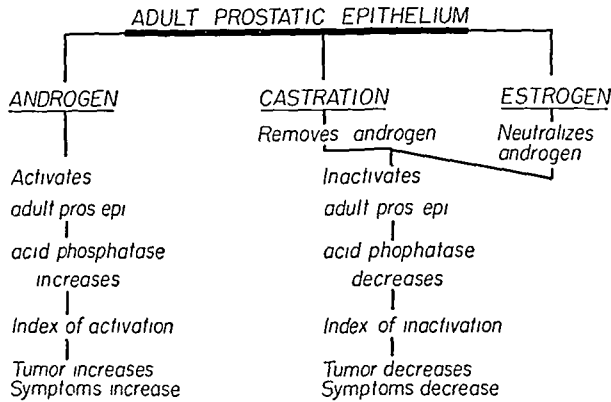 ADULT PROSTATIC EPITHELIUM
ANDROGEN
Activates
adult pros epi
acid phosphatase
increases
Index of activation
Tumor increases
Symptoms increase
CASTRATION
Removes androgen
ESTROGEN
Neutralizes
androgen
Inactivates
adult pros epi
acid phophatase
decreases
Index of inactivation
Tumor decreases
Symptoms decrease